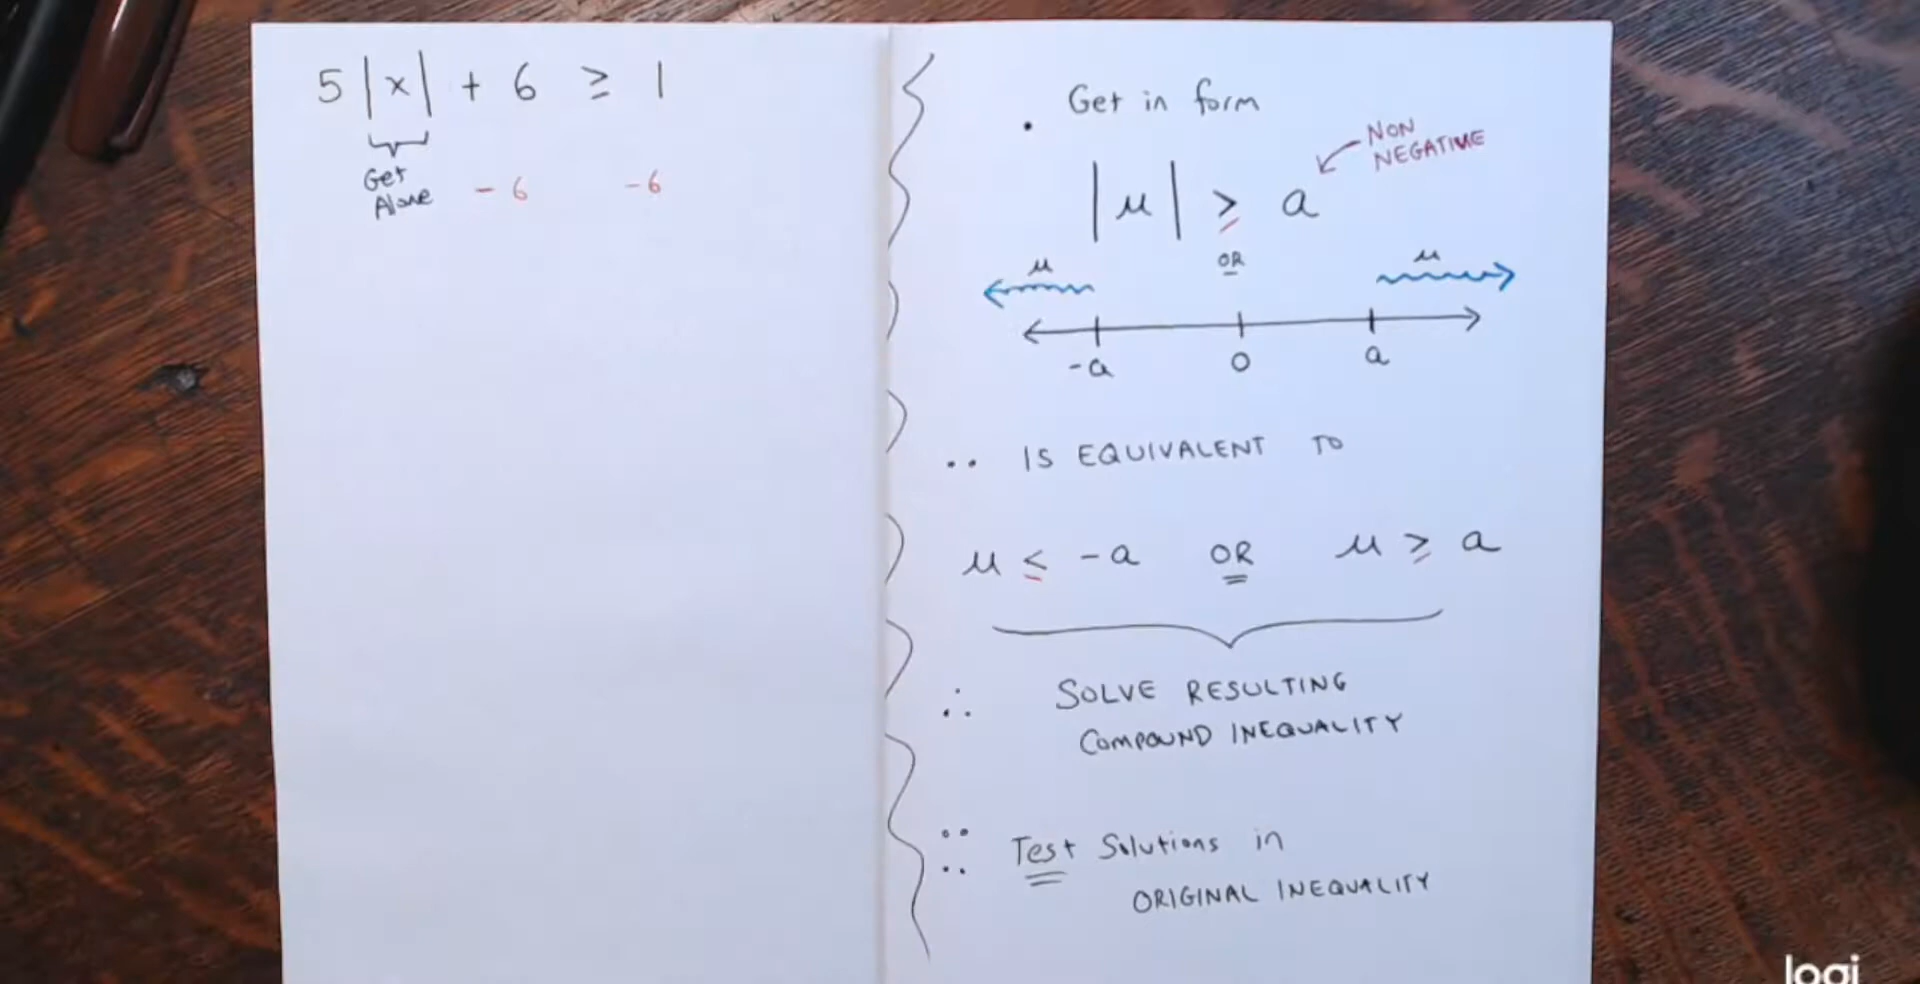 5|x| + 6 ≥ 1
Get
Alone
- 6 - 6
• Get in form
NON
NEGATIVE
|u| ≥ a
OR
u u
-a 0 a
•• IS EQUIVALENT TO
u ≤ -a OR u ≥ a
SOLVE RESULTING
COMPOUND INEQUALITY
Test Solutions in
ORIGINAL INEQUALITY
logi